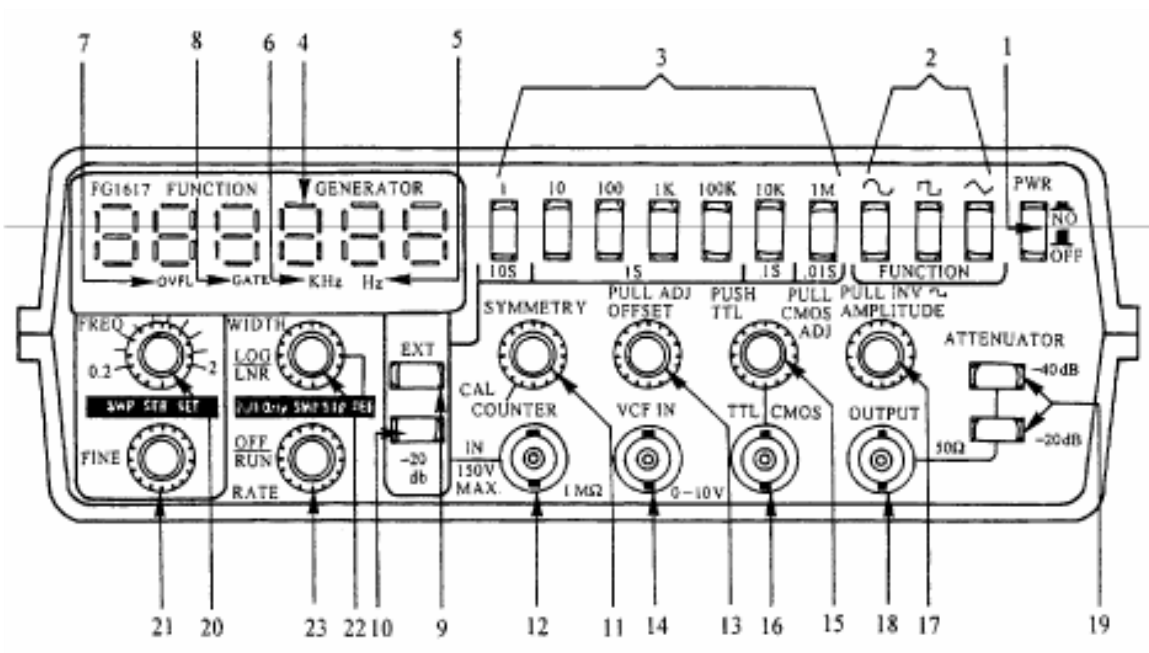 7 8 6 4 5 3 2 1
FG1617 FUNCTION GENERATOR
1 10 100 1K 100K 10K 1M PWR
NO
OFF
OVFL GATE KHz Hz
10S 1S .1S .01S FUNCTION
FREQ
0.2 2
SWP STR SET
FINE
WIDTH
LOG
LNR
OFF
RUN
RATE
EXT
-20
db
SYMMETRY
CAL
PULL ADJ
OFFSET
PUSH
TTL
PULL
CMOS
ADJ
PULL INV
AMPLITUDE
ATTENUATOR
-40dB
-20dB
COUNTER
IN
150V
MAX.
1MΩ
VCF IN
0-10V
TTL CMOS
OUTPUT
50Ω
21 20 23 22 10 9 12 11 14 13 16 15 18 17 19